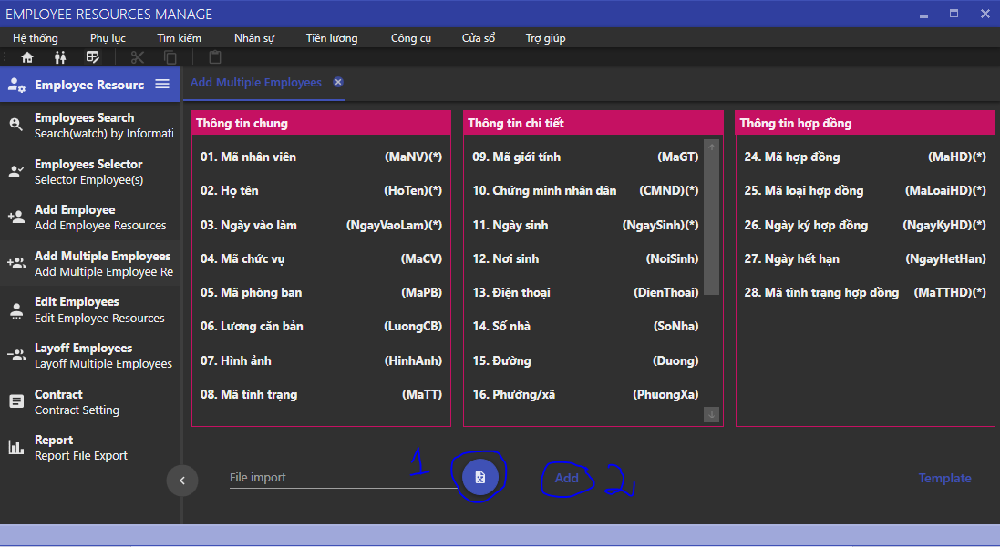 EMPLOYEE RESOURCES MANAGE
Hệ thống Phụ lục Tìm kiếm Nhân sự Tiền lương Công cụ Cửa sổ Trợ giúp
Employee Resourc
Add Multiple Employees
Employees Search
Search(watch) by Informati
Employees Selector
Selector Employee(s)
Add Employee
Add Employee Resources
Add Multiple Employees
Add Multiple Employee Re
Edit Employees
Edit Employee Resources
Layoff Employees
Layoff Multiple Employees
Contract
Contract Setting
Report
Report File Export
Thông tin chung
01. Mã nhân viên (MaNV)(*)
02. Họ tên (HoTen)(*)
03. Ngày vào làm (NgayVaoLam)(*)
04. Mã chức vụ (MaCV)
05. Mã phòng ban (MaPB)
06. Lương căn bản (LuongCB)
07. Hình ảnh (HinhAnh)
08. Mã tình trạng (MaTT)
Thông tin chi tiết
09. Mã giới tính (MaGT)
10. Chứng minh nhân dân (CMND)(*)
11. Ngày sinh (NgaySinh)(*)
12. Nơi sinh (NoiSinh)
13. Điện thoại (DienThoai)
14. Số nhà (SoNha)
15. Đường (Duong)
16. Phường/xã (PhuongXa)
Thông tin hợp đồng
24. Mã hợp đồng (MaHD)(*)
25. Mã loại hợp đồng (MaLoaiHD)(*)
26. Ngày ký hợp đồng (NgayKyHD)(*)
27. Ngày hết hạn (NgayHetHan)
28. Mã tình trạng hợp đồng (MaTTHD)(*)
File import 1 Add 2 Template